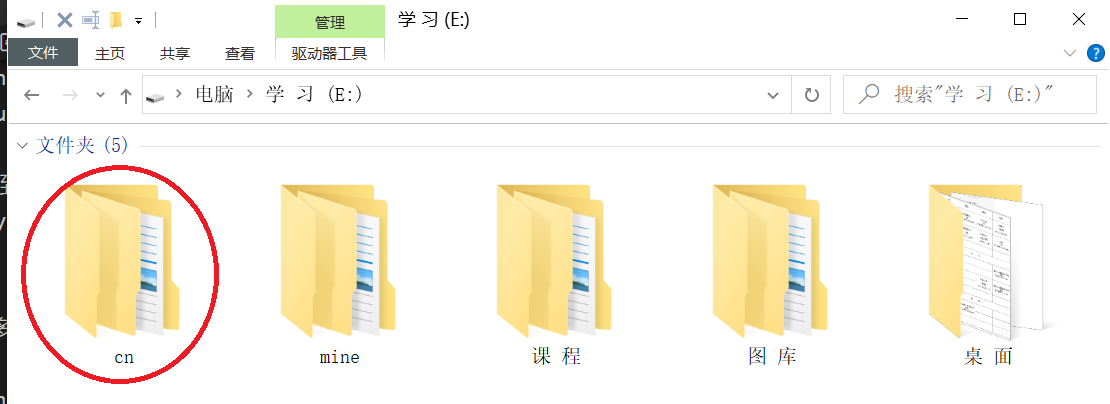 管理
学 习 (E:)
文件
主页
共享
查看
驱动器工具
电脑 学 习 (E:)
搜索"学 习 (E:)"
文件夹 (5)
cn
mine
课 程
图 库
桌 面